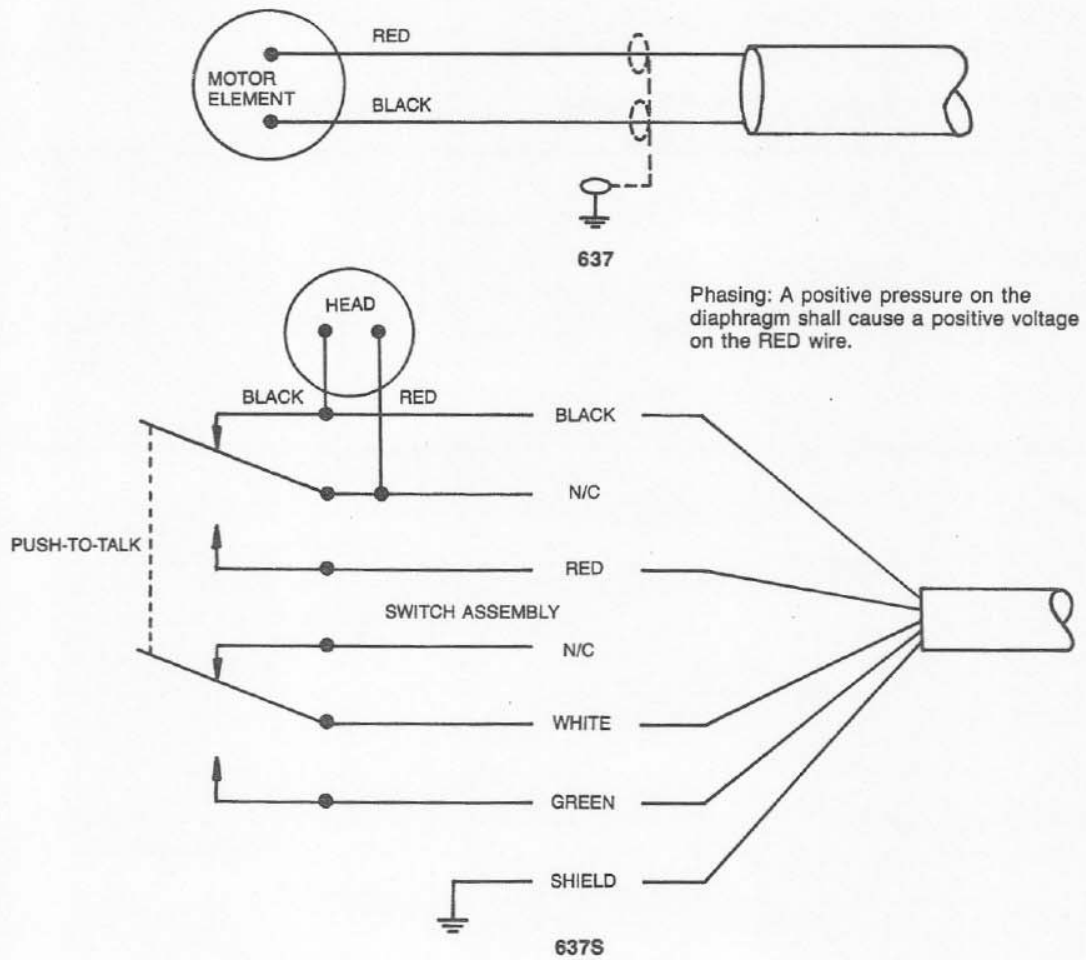 RED
MOTOR
ELEMENT
BLACK
637
HEAD
Phasing: A positive pressure on the
diaphragm shall cause a positive voltage
on the RED wire.
BLACK
RED
BLACK
N/C
PUSH-TO-TALK
RED
SWITCH ASSEMBLY
N/C
WHITE
GREEN
SHIELD
637S